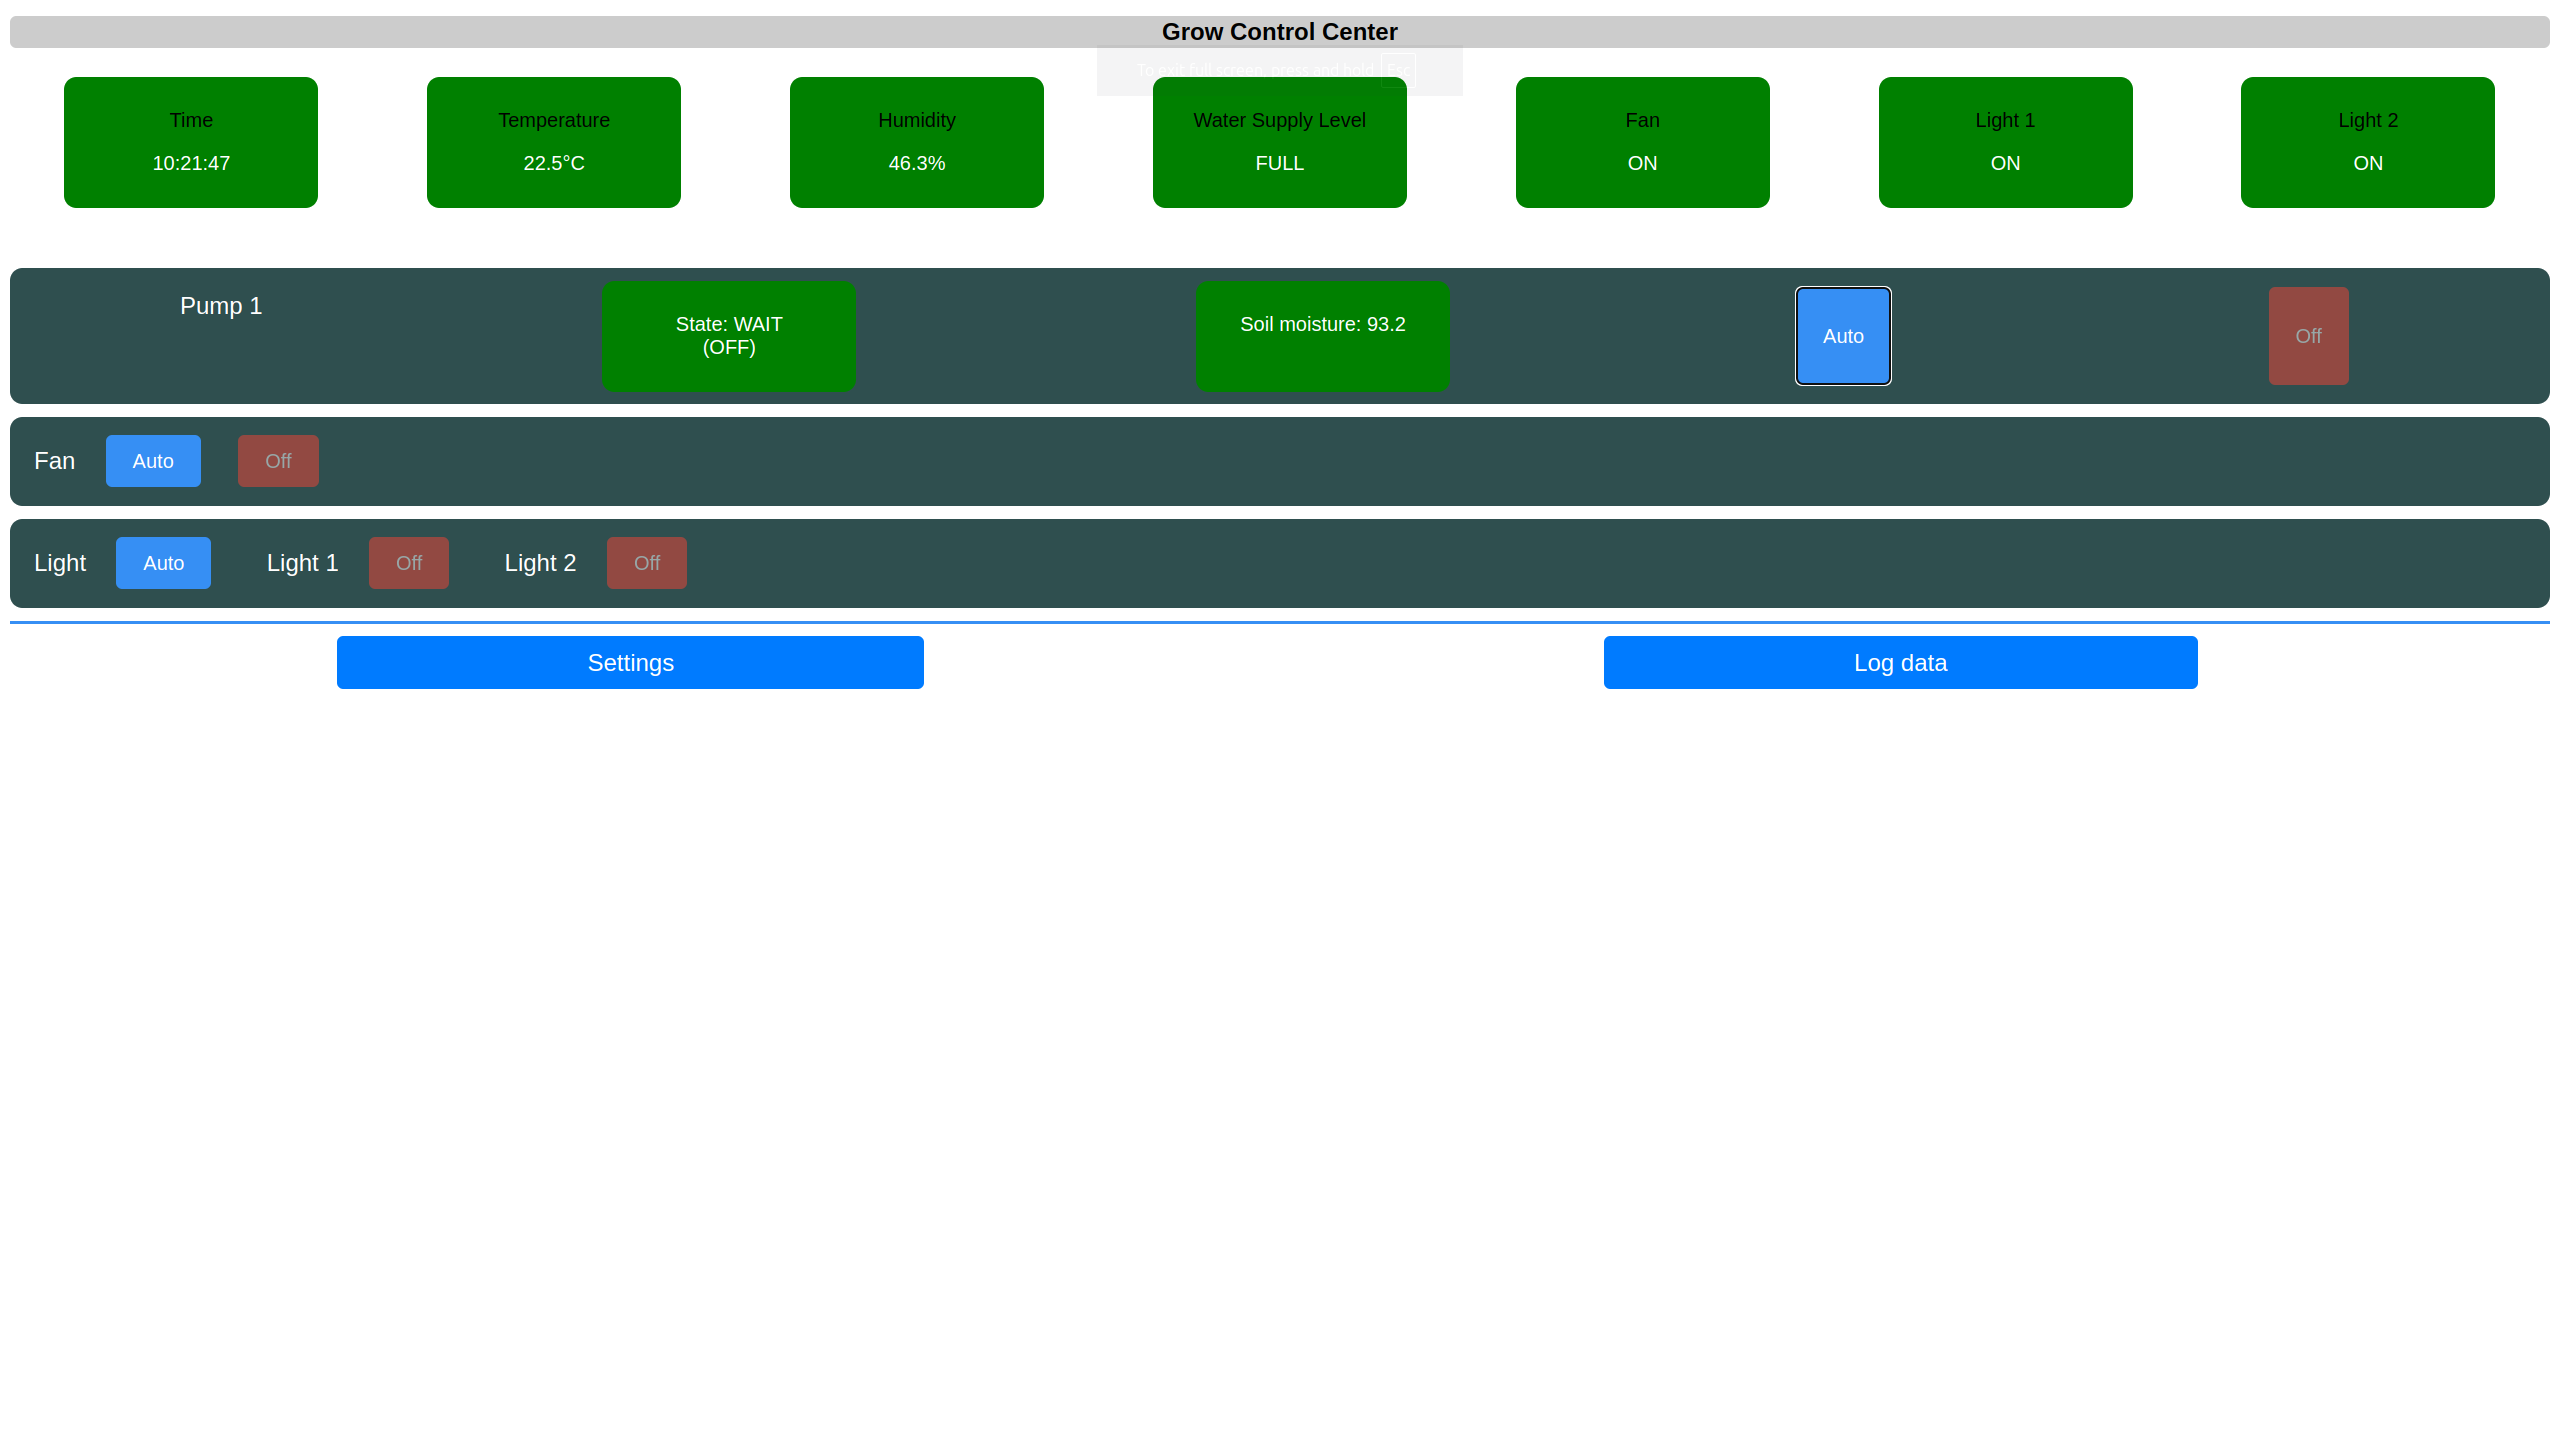 Grow Control Center
To exit full screen, press and hold Esc
Time
10:21:47
Temperature
22.5°C
Humidity
46.3%
Water Supply Level
FULL
Fan
ON
Light 1
ON
Light 2
ON
Pump 1
State: WAIT
(OFF)
Soil moisture: 93.2
Auto
Off
Fan
Auto
Off
Light
Auto
Light 1
Off
Light 2
Off
Settings
Log data